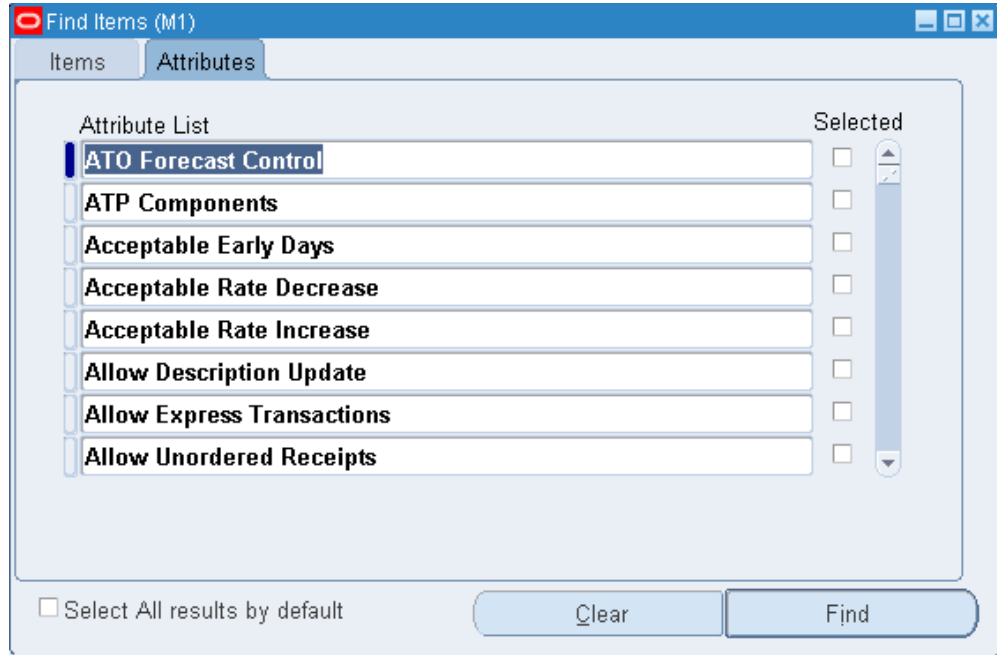 Find Items (M1)
Items Attributes
Attribute List Selected
ATO Forecast Control
ATP Components
Acceptable Early Days
Acceptable Rate Decrease
Acceptable Rate Increase
Allow Description Update
Allow Express Transactions
Allow Unordered Receipts
Select All results by default Clear Find